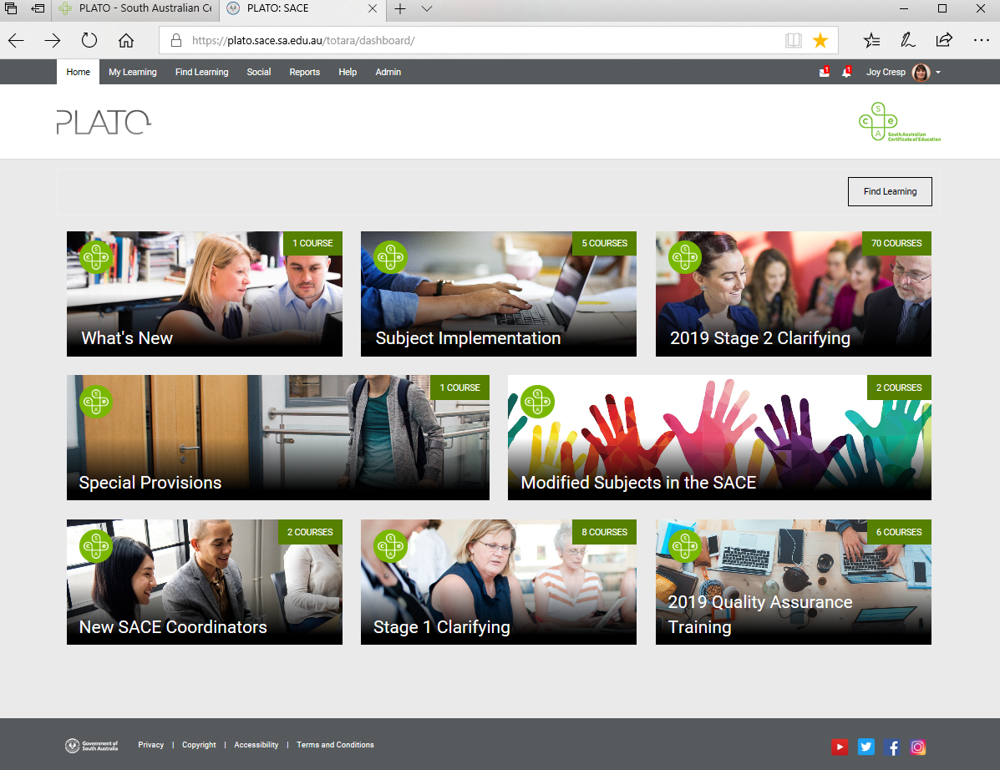 PLATO - South Australian Ce
PLATO: SACE
https://plato.sace.sa.edu.au/totara/dashboard/
Home
My Learning
Find Learning
Social
Reports
Help
Admin
1
1
Joy Cresp
PLATO
S
C e
A
South Australian
Certificate of Education
Find Learning
S
C e
A
1 COURSE
What's New
S
C e
A
5 COURSES
Subject Implementation
S
C e
A
70 COURSES
2019 Stage 2 Clarifying
S
C e
A
1 COURSE
Special Provisions
S
C e
A
2 COURSES
Modified Subjects in the SACE
S
C e
A
2 COURSES
New SACE Coordinators
S
C e
A
8 COURSES
Stage 1 Clarifying
S
C e
A
6 COURSES
2019 Quality Assurance
Training
Government of
South Australia
Privacy | Copyright | Accessibility | Terms and Conditions